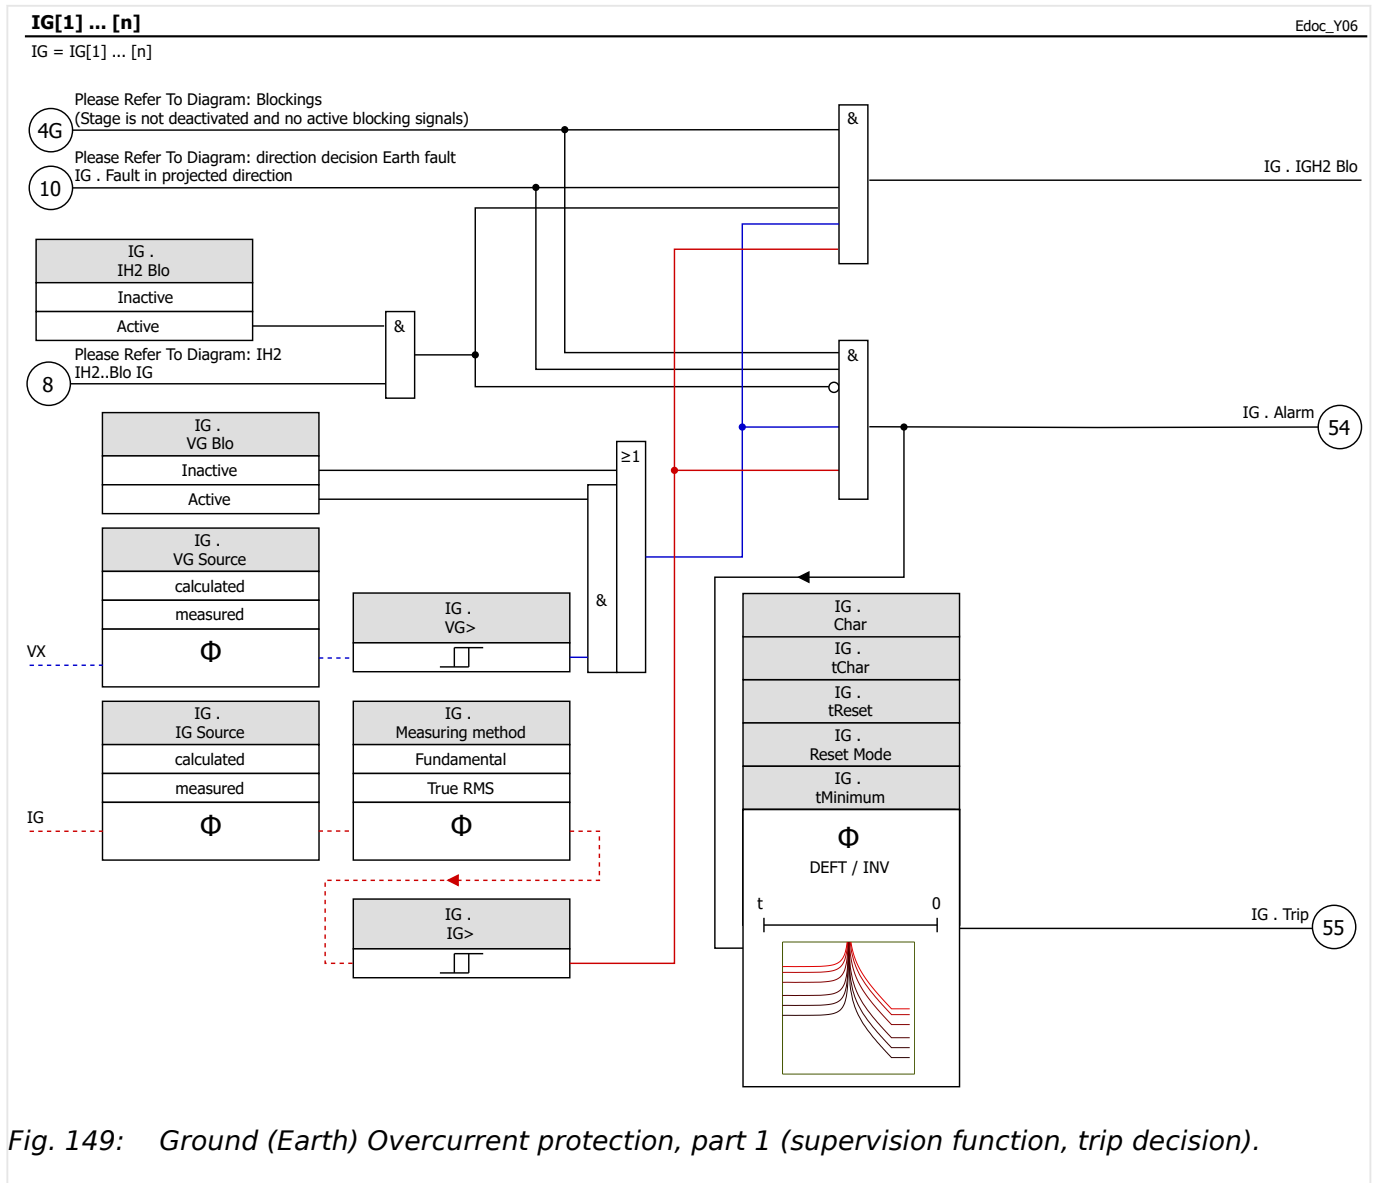 IG[1] ... [n]
Edoc_Y06
IG = IG[1] ... [n]
Please Refer To Diagram: Blockings
4G
(Stage is not deactivated and no active blocking signals)
&
Please Refer To Diagram: direction decision Earth fault
10
IG . Fault in projected direction
IG . IGH2 Blo
IG .
IH2 Blo
Inactive
Active
&
Please Refer To Diagram: IH2
8
IH2..Blo IG
&
IG . Alarm
54
IG .
VG Blo
Inactive
Active
≥1
&
IG .
VG Source
calculated
measured
Φ
VX
IG .
VG>
IG .
IG Source
calculated
measured
Φ
IG
IG .
Measuring method
Fundamental
True RMS
Φ
IG .
IG>
IG .
Char
IG .
tChar
IG .
tReset
IG .
Reset Mode
IG .
tMinimum
Φ
DEFT / INV
t 0
IG . Trip
55
Fig. 149: Ground (Earth) Overcurrent protection, part 1 (supervision function, trip decision).